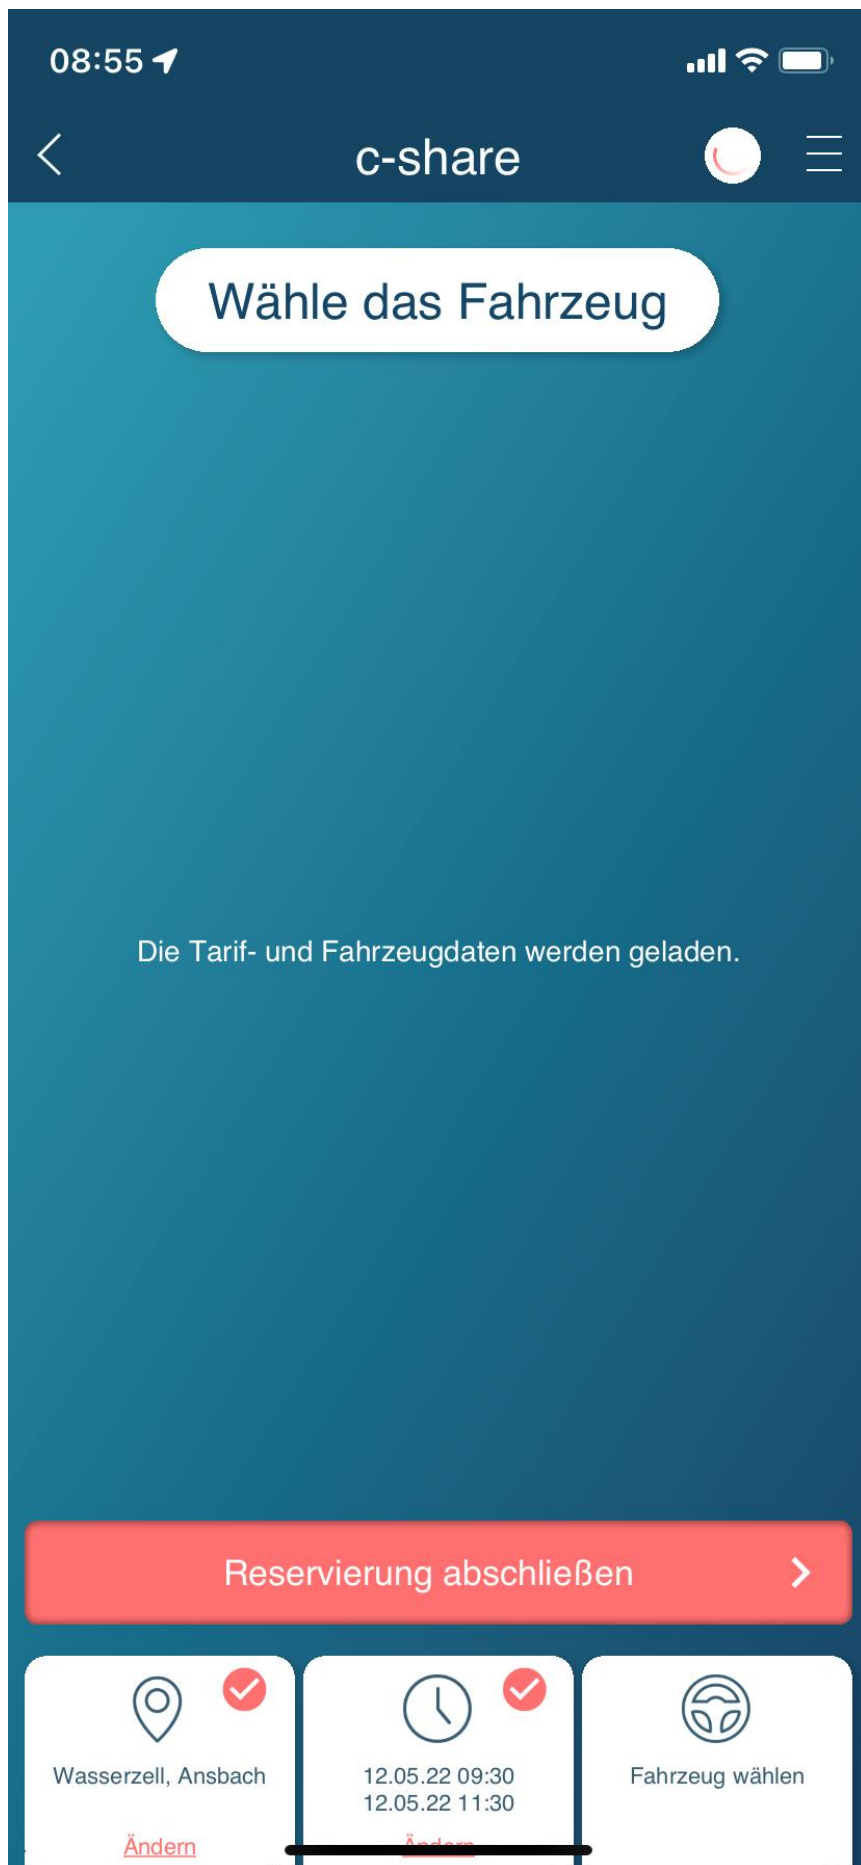 08:55
c-share
Wähle das Fahrzeug
Die Tarif- und Fahrzeugdaten werden geladen.
Reservierung abschließen
Wasserzell, Ansbach
Ändern
12.05.22 09:30
12.05.22 11:30
Ändern
Fahrzeug wählen